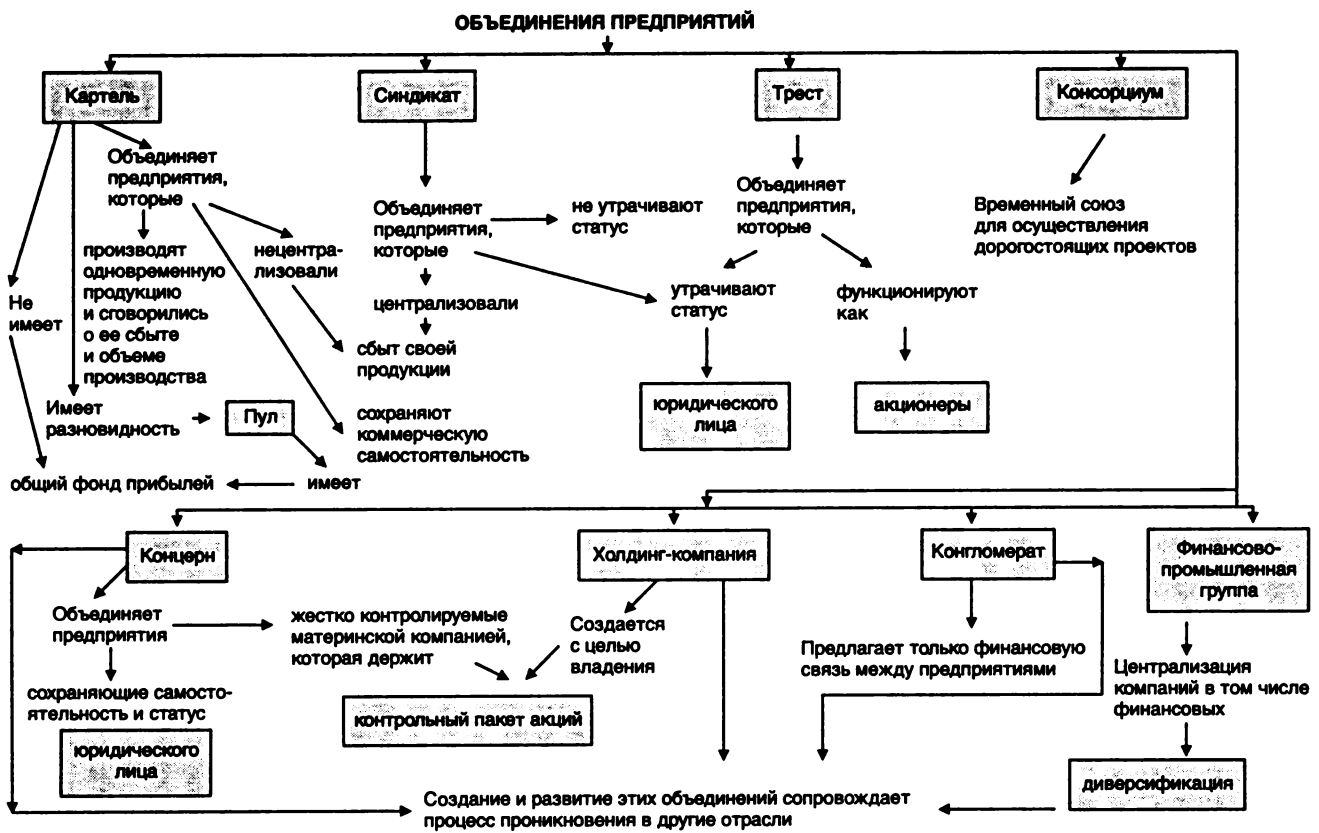 ОБЪЕДИНЕНИЯ ПРЕДПРИЯТИЙ
Картель
Синдикат
Трест
Консорциум
Объединяет
предприятия,
которые
производят
одновременную
продукцию
и сговорились
о ее сбыте
и объеме
производства
нецентра-
лизовали
Не
имеет
Имеет
разновидность
Пул
общий фонд прибылей
имеет
Объединяет
предприятия,
которые
не утрачивают
статус
централизовали
сбыт своей
продукции
сохраняют
коммерческую
самостоятельность
Объединяет
предприятия,
которые
утрачивают
статус
функционируют
как
юридического
лица
акционеры
Временный союз
для осуществления
дорогостоящих проектов
Концерн
Холдинг-компания
Конгломерат
Финансово-
промышленная
группа
Объединяет
предприятия
жестко контролируемые
материнской компанией,
которая держит
Создается
с целью
владения
Предлагает только финансовую
связь между предприятиями
Централизация
компаний в том числе
финансовых
сохраняющие самосто-
ятельность и статус
контрольный пакет акций
юридического
лица
диверсификация
Создание и развитие этих объединений сопровождает
процесс проникновения в другие отрасли